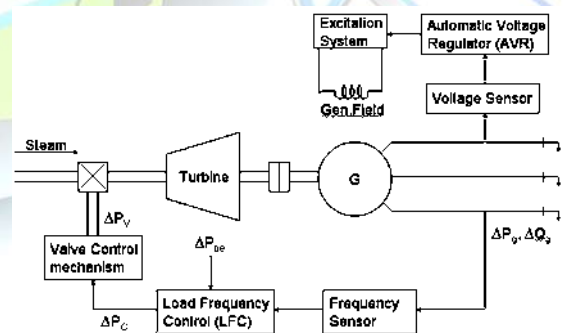 Excitation
System
Automatic Voltage
Regulator (AVR)
Gen.Field
Voltage Sensor
Steam
Turbine
G
ΔP_V
ΔP_g, ΔQ_g
Valve Control
mechanism
ΔP_tie
Load Frequency
Control (LFC)
Frequency
Sensor
ΔP_C